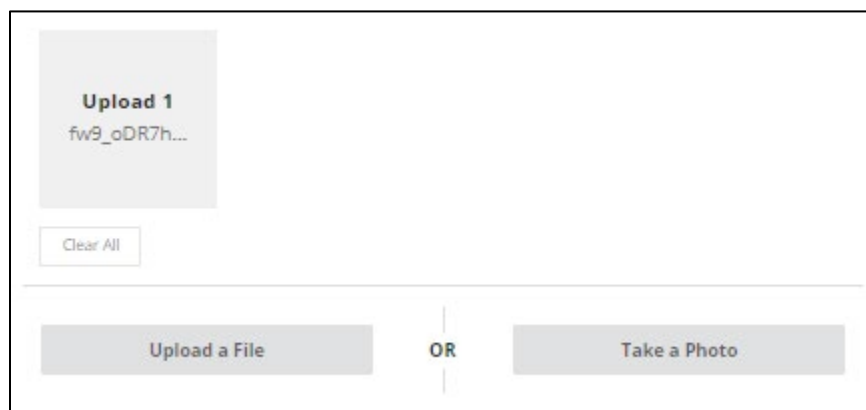 Upload 1
fw9_oDR7h...
Clear All
Upload a File
OR
Take a Photo